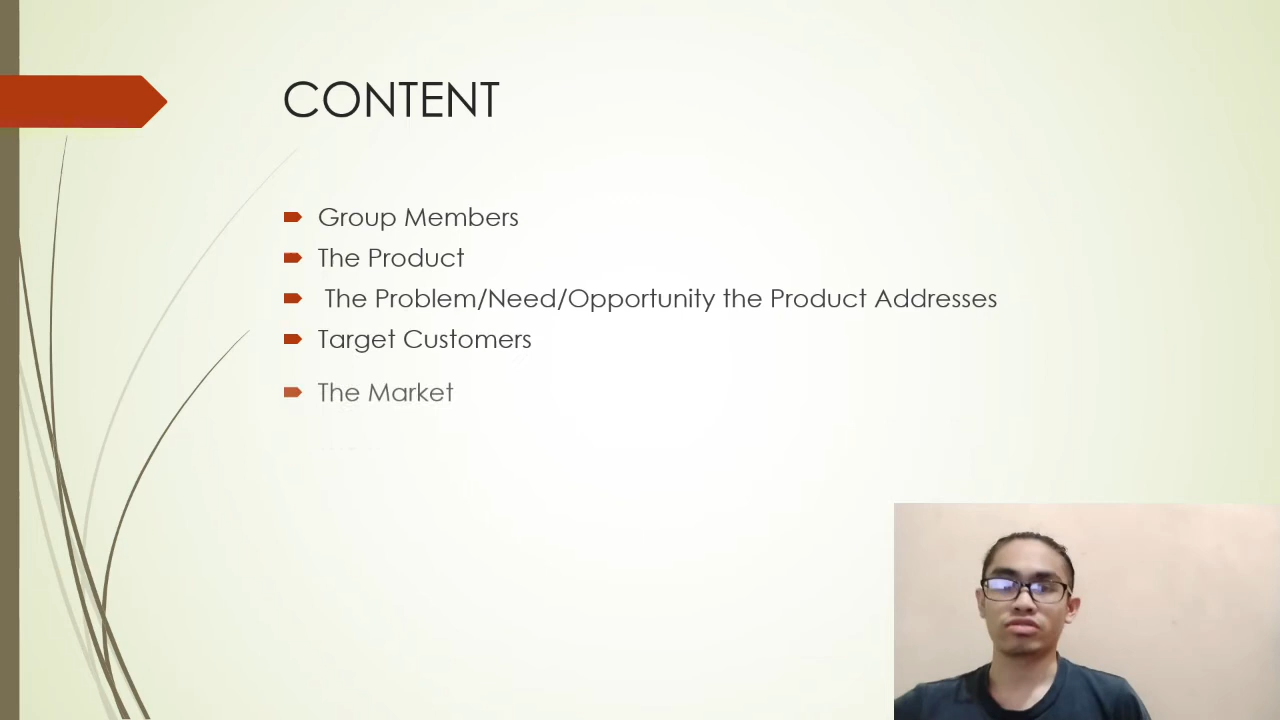 CONTENT
Group Members
The Product
The Problem/Need/Opportunity the Product Addresses
Target Customers
The Market